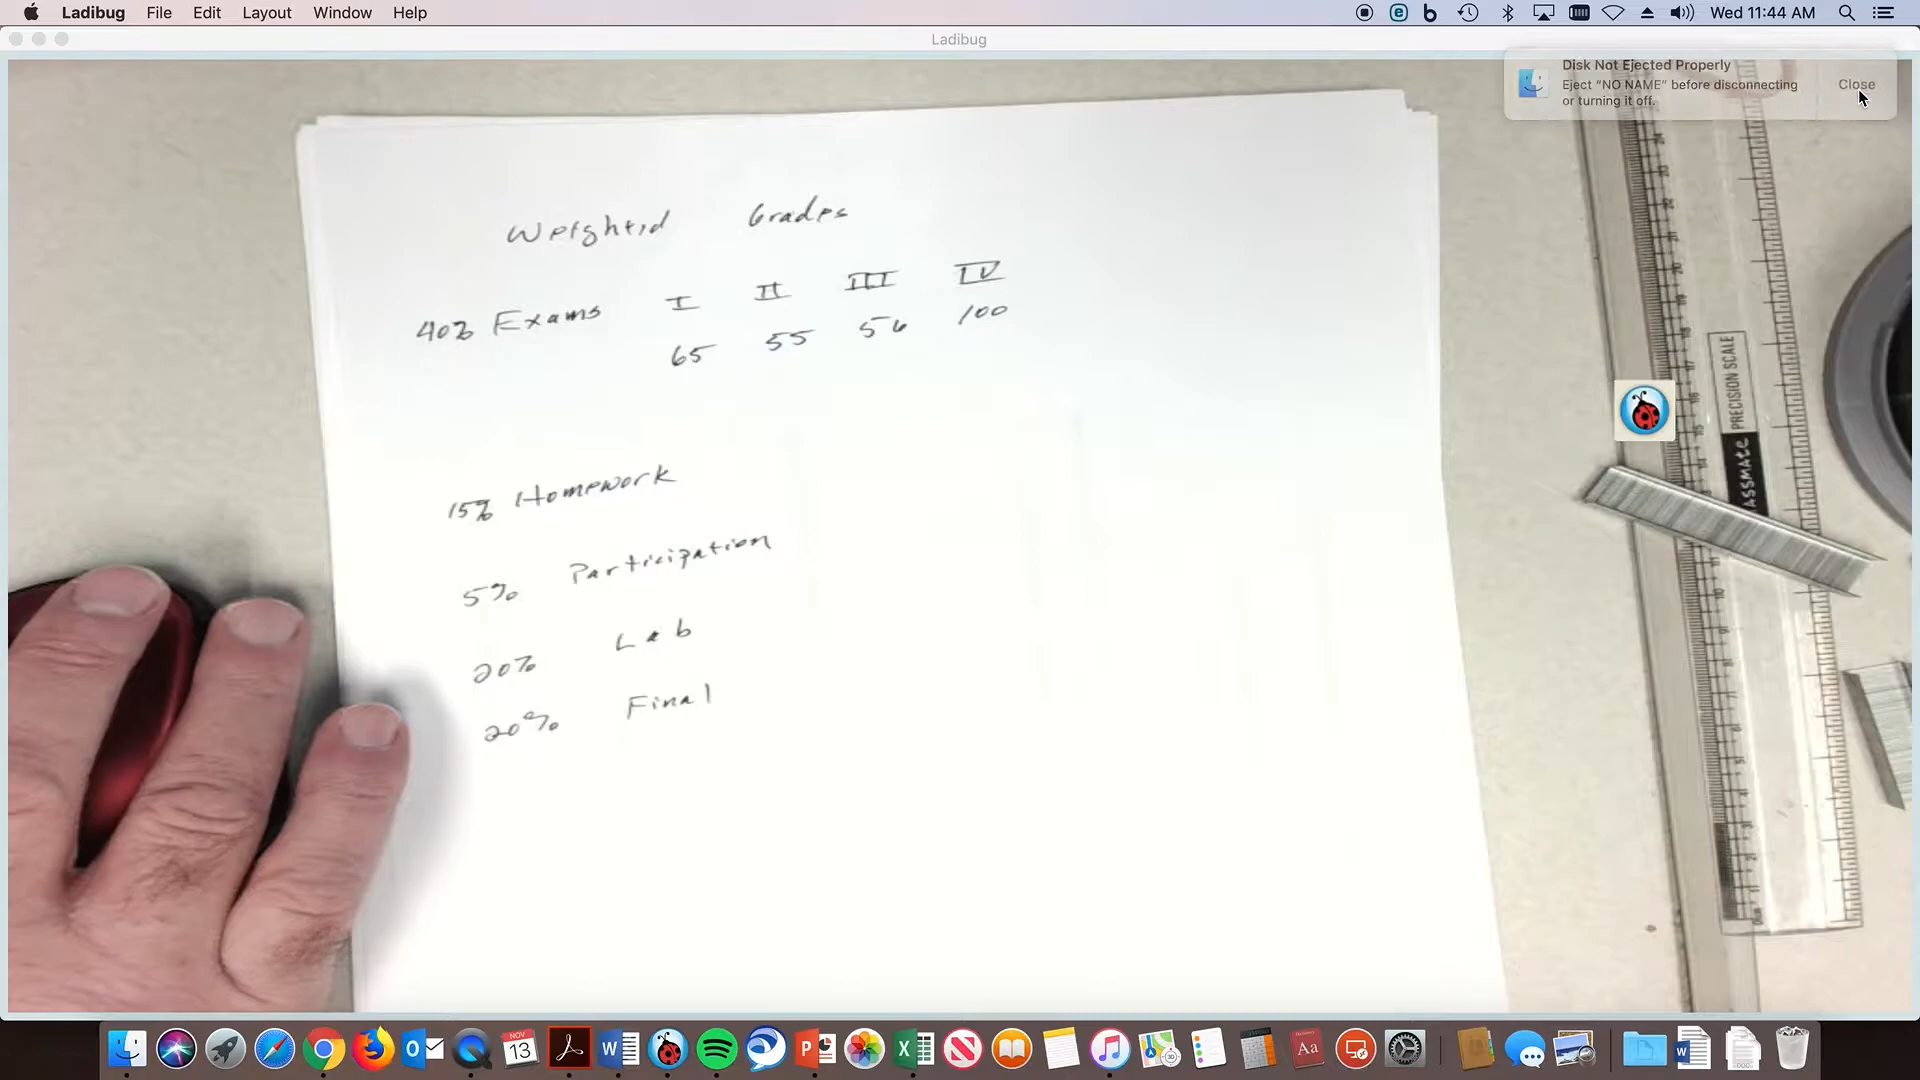 Ladibug File Edit Layout Window Help Wed 11:44 AM
Ladibug
Disk Not Ejected Properly
Eject “NO NAME” before disconnecting
or turning it off.
Close
Weighted Grades
I II III IV
40% Exams
65 55 56 100
15% Homework
5% Participation
20% Lab
20% Final
PRECISION SCALE
NOV
13